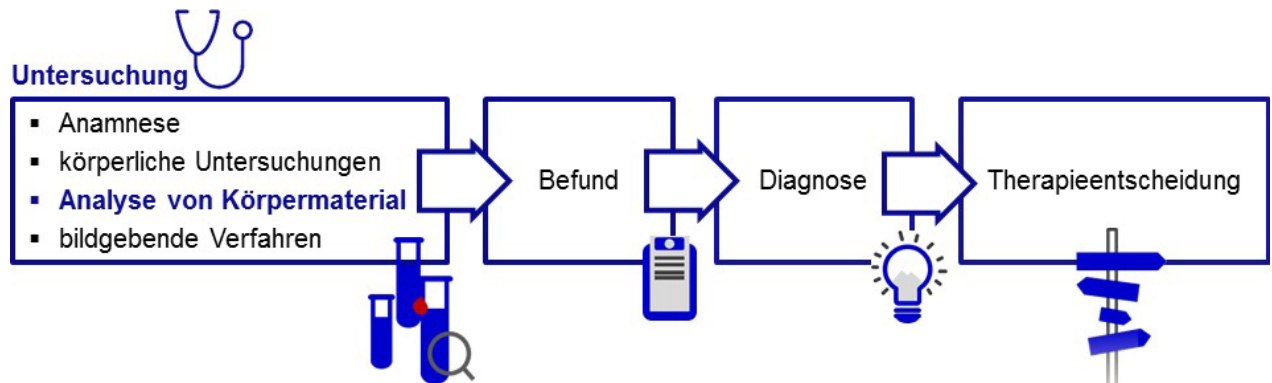 Untersuchung
▪ Anamnese
▪ körperliche Untersuchungen
▪ Analyse von Körpermaterial
▪ bildgebende Verfahren
Befund
Diagnose
Therapieentscheidung